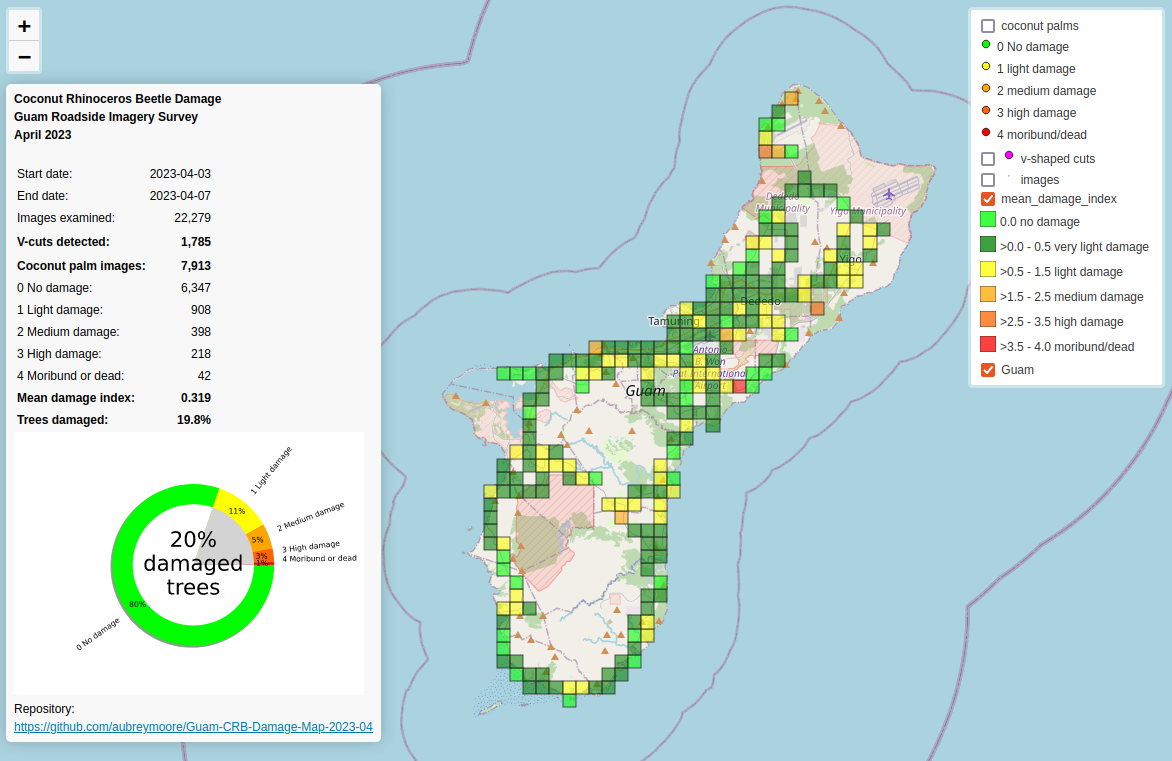 +
−
Coconut Rhinoceros Beetle Damage
Guam Roadside Imagery Survey
April 2023
Start date: 2023-04-03
End date: 2023-04-07
Images examined: 22,279
V-cuts detected: 1,785
Coconut palm images: 7,913
0 No damage: 6,347
1 Light damage: 908
2 Medium damage: 398
3 High damage: 218
4 Moribund or dead: 42
Mean damage index: 0.319
Trees damaged: 19.8%
1 Light damage
11%
2 Medium damage
5%
3 High damage
3%
4 Moribund or dead
1%
20%
damaged
trees
80%
0 No damage
Repository:
https://github.com/aubreymoore/Guam-CRB-Damage-Map-2023-04
Dededo
Municipality
Yigo Municipality
Yigo
Dededo
Tamuning
Antonio
B. Won
Pat International
Airport
Guam
coconut palms
0 No damage
1 light damage
2 medium damage
3 high damage
4 moribund/dead
v-shaped cuts
images
mean_damage_index
0.0 no damage
>0.0 - 0.5 very light damage
>0.5 - 1.5 light damage
>1.5 - 2.5 medium damage
>2.5 - 3.5 high damage
>3.5 - 4.0 moribund/dead
Guam